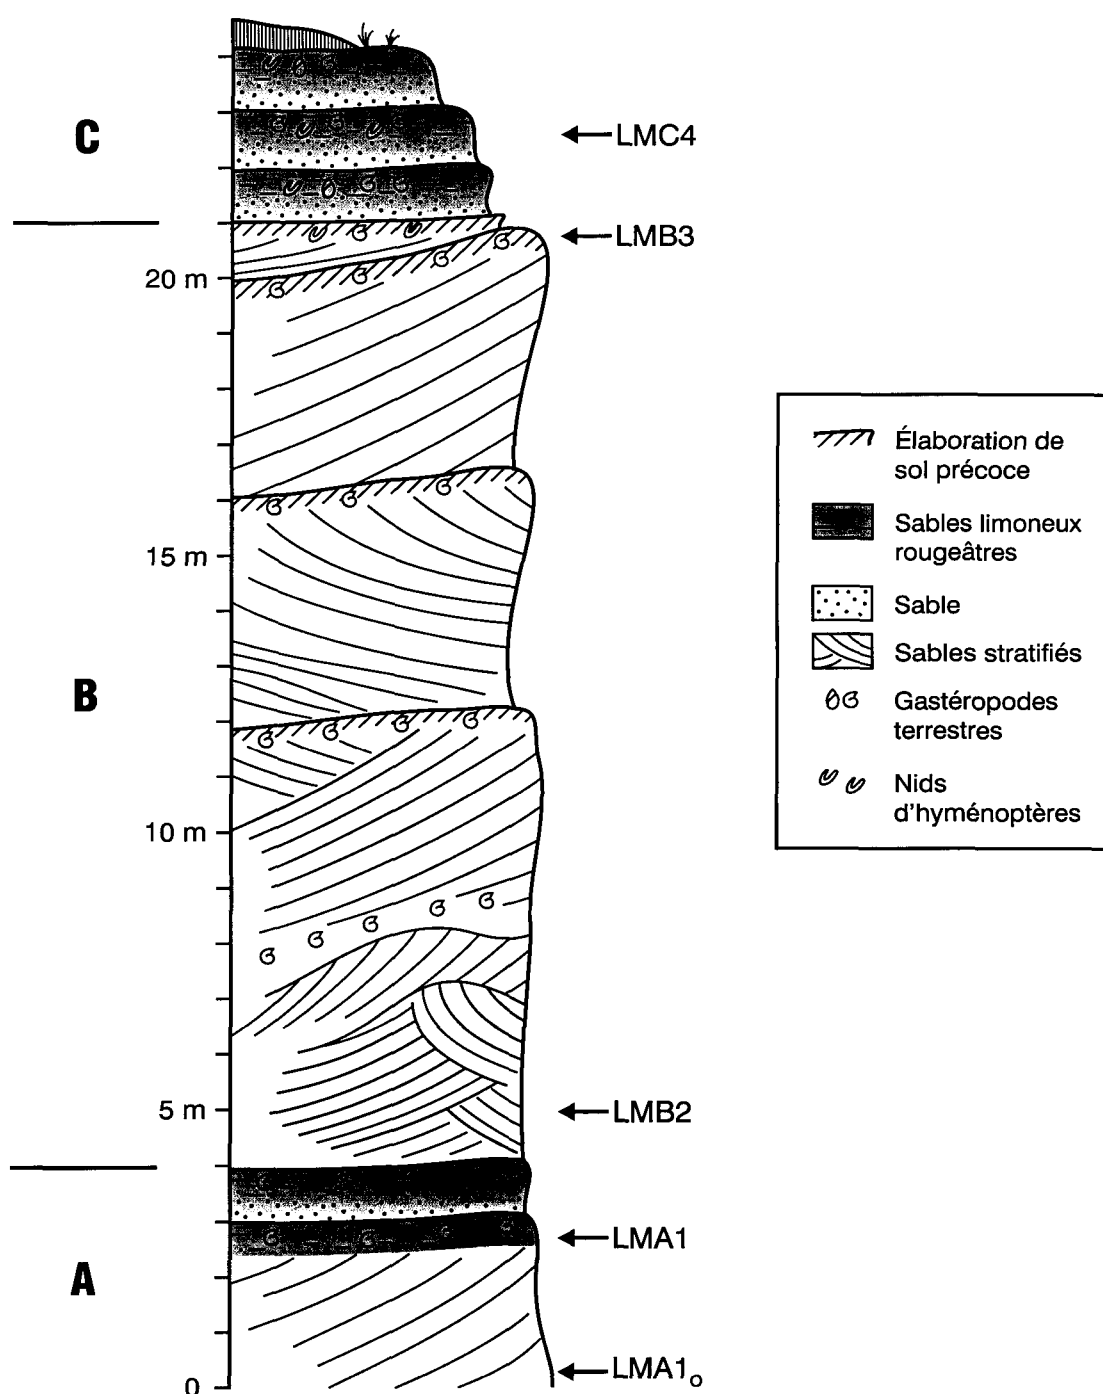 C
LMC4
LMB3
20 m
15 m
B
10 m
5 m
LMB2
LMA1
A
LMA1o
0
Élaboration de
sol précoce
Sables limoneux
rougeâtres
Sable
Sables stratifiés
Gastéropodes
terrestres
Nids
d'hyménoptères